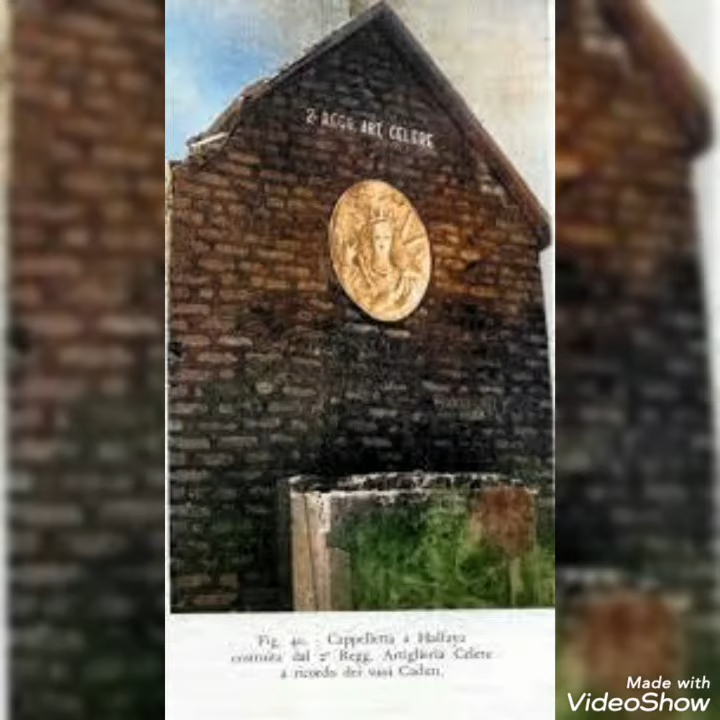 2° REGG. ART. CELERE
Fig. 40. - Cappelletta a Halfaya
costruita dal 2° Regg. Artiglieria Celere
a ricordo dei suoi Caduti.
Made with
VideoShow